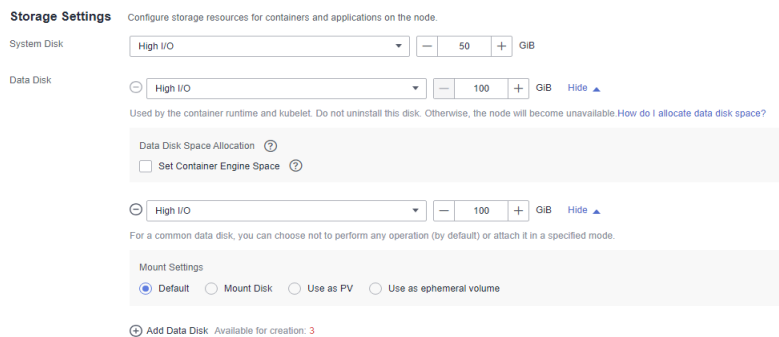 Storage Settings Configure storage resources for containers and applications on the node.
System Disk High I/O 50 GiB
Data Disk High I/O 100 GiB Hide
Used by the container runtime and kubelet. Do not uninstall this disk. Otherwise, the node will become unavailable.How do I allocate data disk space?
Data Disk Space Allocation ?
Set Container Engine Space ?
High I/O 100 GiB Hide
For a common data disk, you can choose not to perform any operation (by default) or attach it in a specified mode.
Mount Settings
Default Mount Disk Use as PV Use as ephemeral volume
Add Data Disk Available for creation: 3